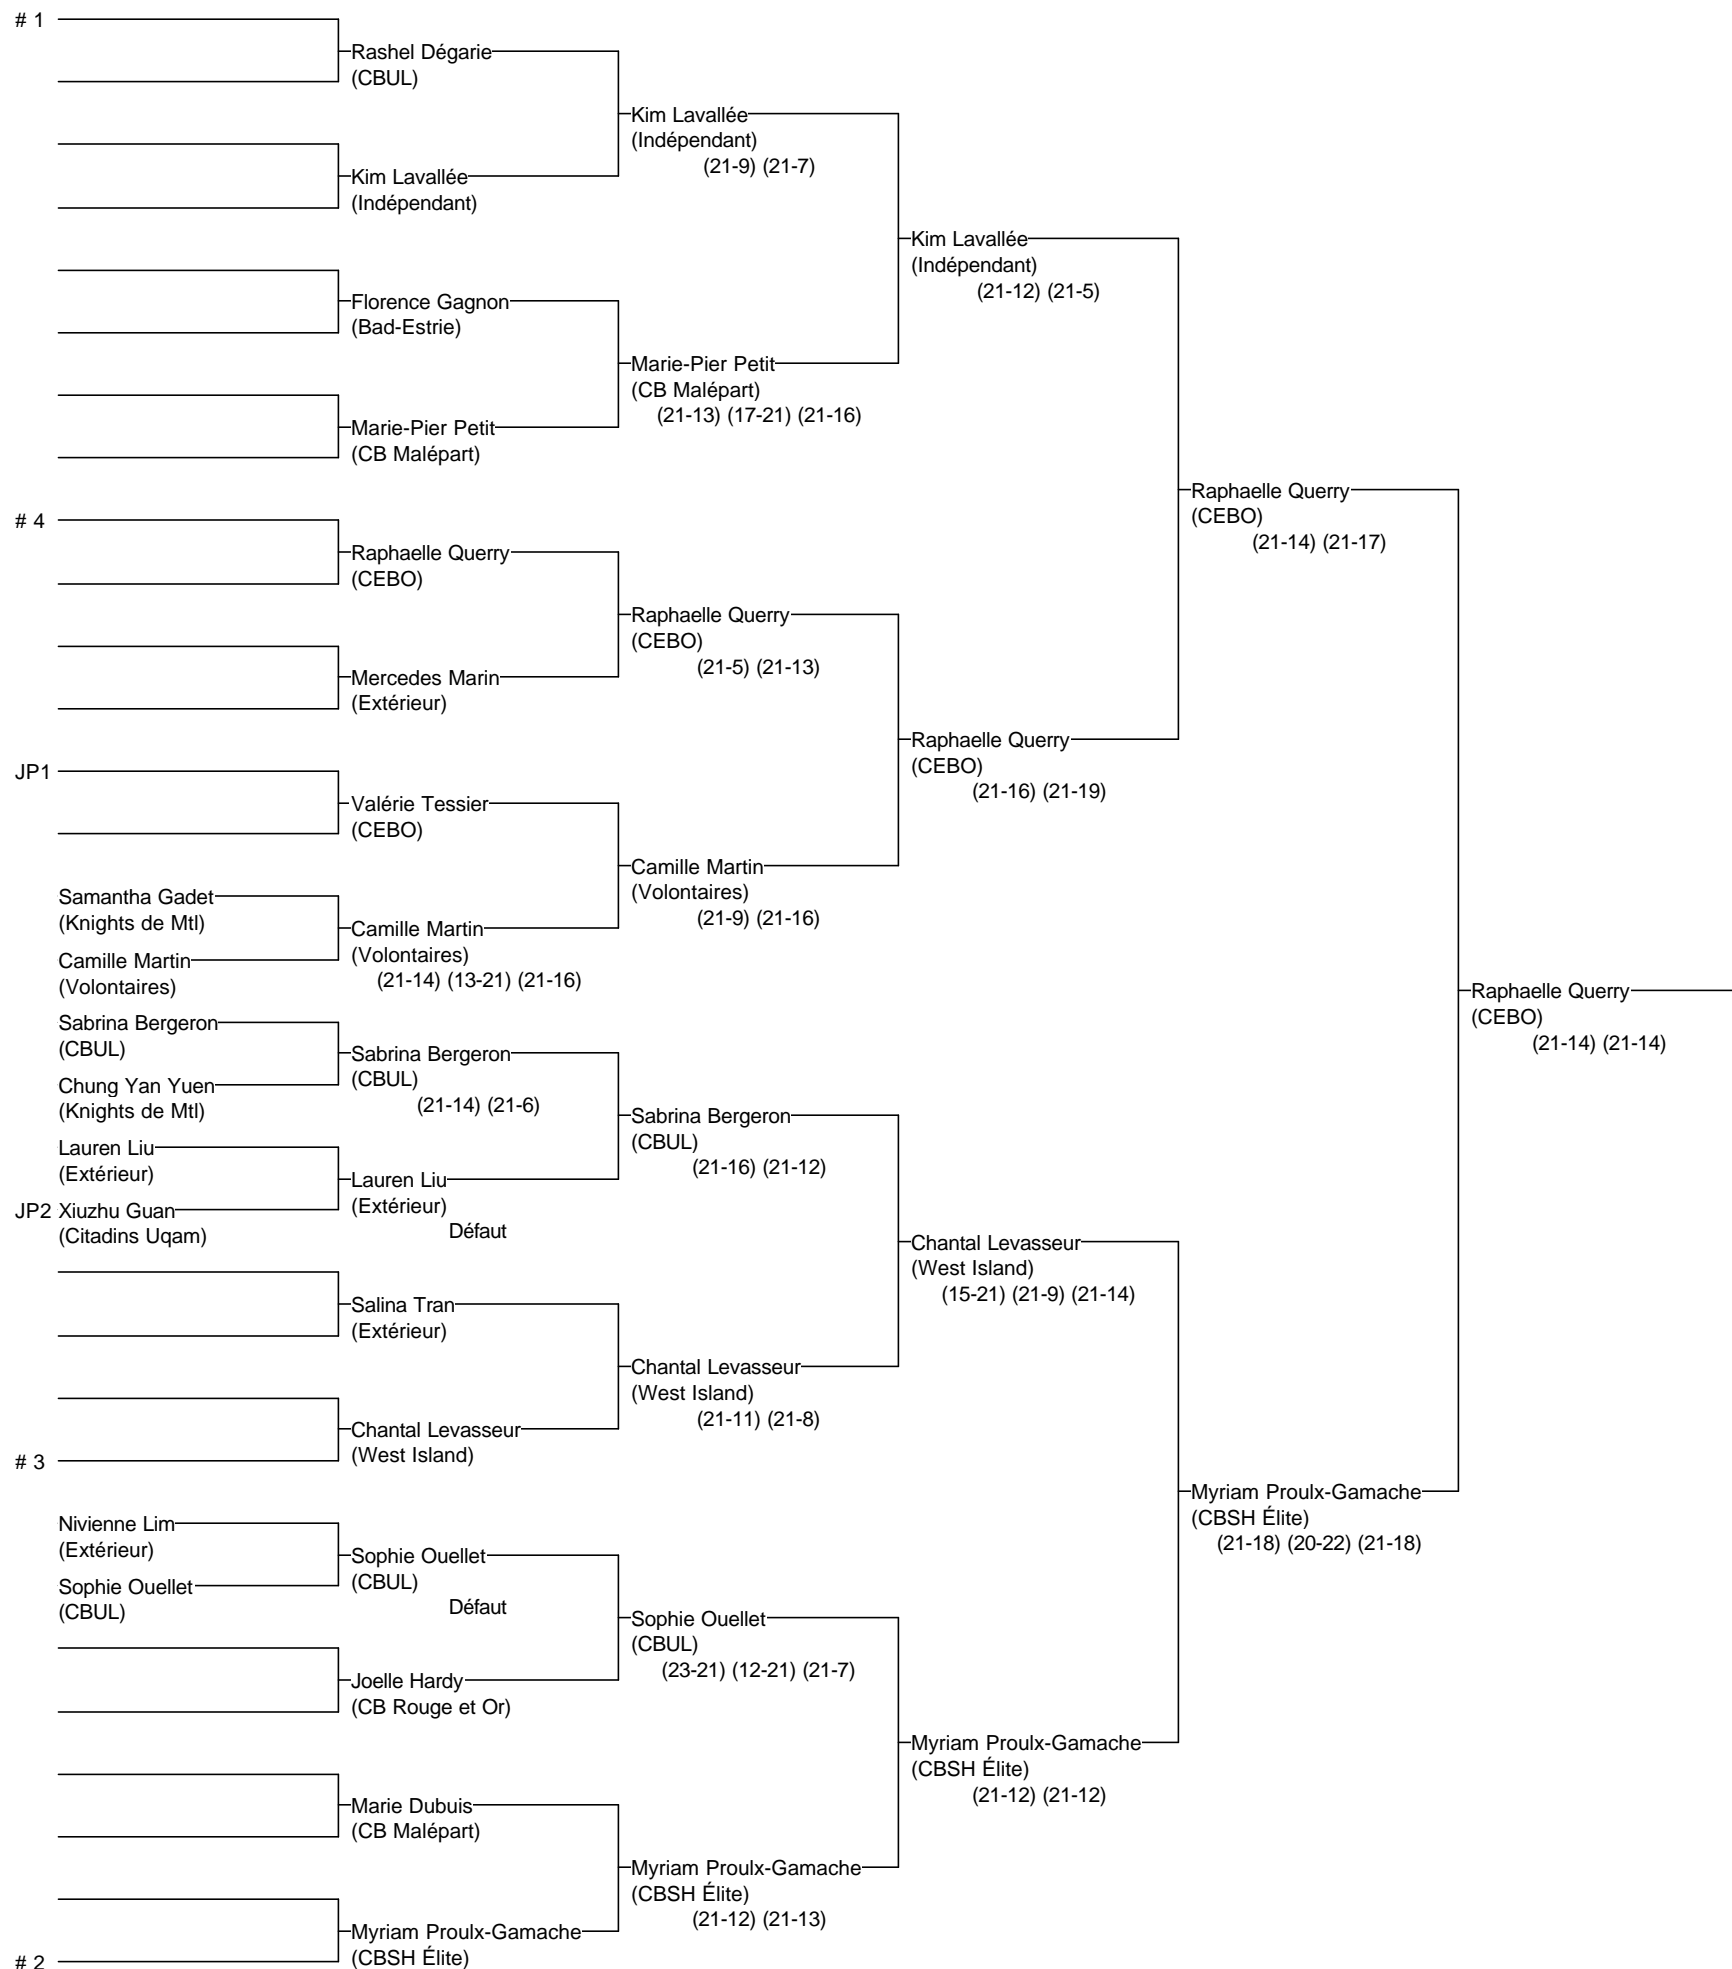 # 1
Rashel Dégarie
(CBUL)
Kim Lavallée
(Indépendant)
(21-9) (21-7)
Kim Lavallée
(Indépendant)
Kim Lavallée
(Indépendant)
(21-12) (21-5)
Florence Gagnon
(Bad-Estrie)
Marie-Pier Petit
(CB Malépart)
(21-13) (17-21) (21-16)
Marie-Pier Petit
(CB Malépart)
Raphaelle Querry
(CEBO)
(21-14) (21-17)
# 4
Raphaelle Querry
(CEBO)
Raphaelle Querry
(CEBO)
(21-5) (21-13)
Mercedes Marin
(Extérieur)
Raphaelle Querry
(CEBO)
(21-16) (21-19)
JP1
Valérie Tessier
(CEBO)
Camille Martin
(Volontaires)
(21-9) (21-16)
Samantha Gadet
(Knights de Mtl)
Camille Martin
(Volontaires)
(21-14) (13-21) (21-16)
Camille Martin
(Volontaires)
Raphaelle Querry
(CEBO)
(21-14) (21-14)
Sabrina Bergeron
(CBUL)
Sabrina Bergeron
(CBUL)
(21-14) (21-6)
Chung Yan Yuen
(Knights de Mtl)
Sabrina Bergeron
(CBUL)
(21-16) (21-12)
Lauren Liu
(Extérieur)
Lauren Liu
(Extérieur)
Défaut
JP2 Xiuzhu Guan
(Citadins Uqam)
Chantal Levasseur
(West Island)
(15-21) (21-9) (21-14)
Salina Tran
(Extérieur)
Chantal Levasseur
(West Island)
(21-11) (21-8)
Chantal Levasseur
(West Island)
# 3
Myriam Proulx-Gamache
(CBSH Élite)
(21-18) (20-22) (21-18)
Nivienne Lim
(Extérieur)
Sophie Ouellet
(CBUL)
Défaut
Sophie Ouellet
(CBUL)
Sophie Ouellet
(CBUL)
(23-21) (12-21) (21-7)
Joelle Hardy
(CB Rouge et Or)
Myriam Proulx-Gamache
(CBSH Élite)
(21-12) (21-12)
Marie Dubuis
(CB Malépart)
Myriam Proulx-Gamache
(CBSH Élite)
(21-12) (21-13)
Myriam Proulx-Gamache
(CBSH Élite)
# 2